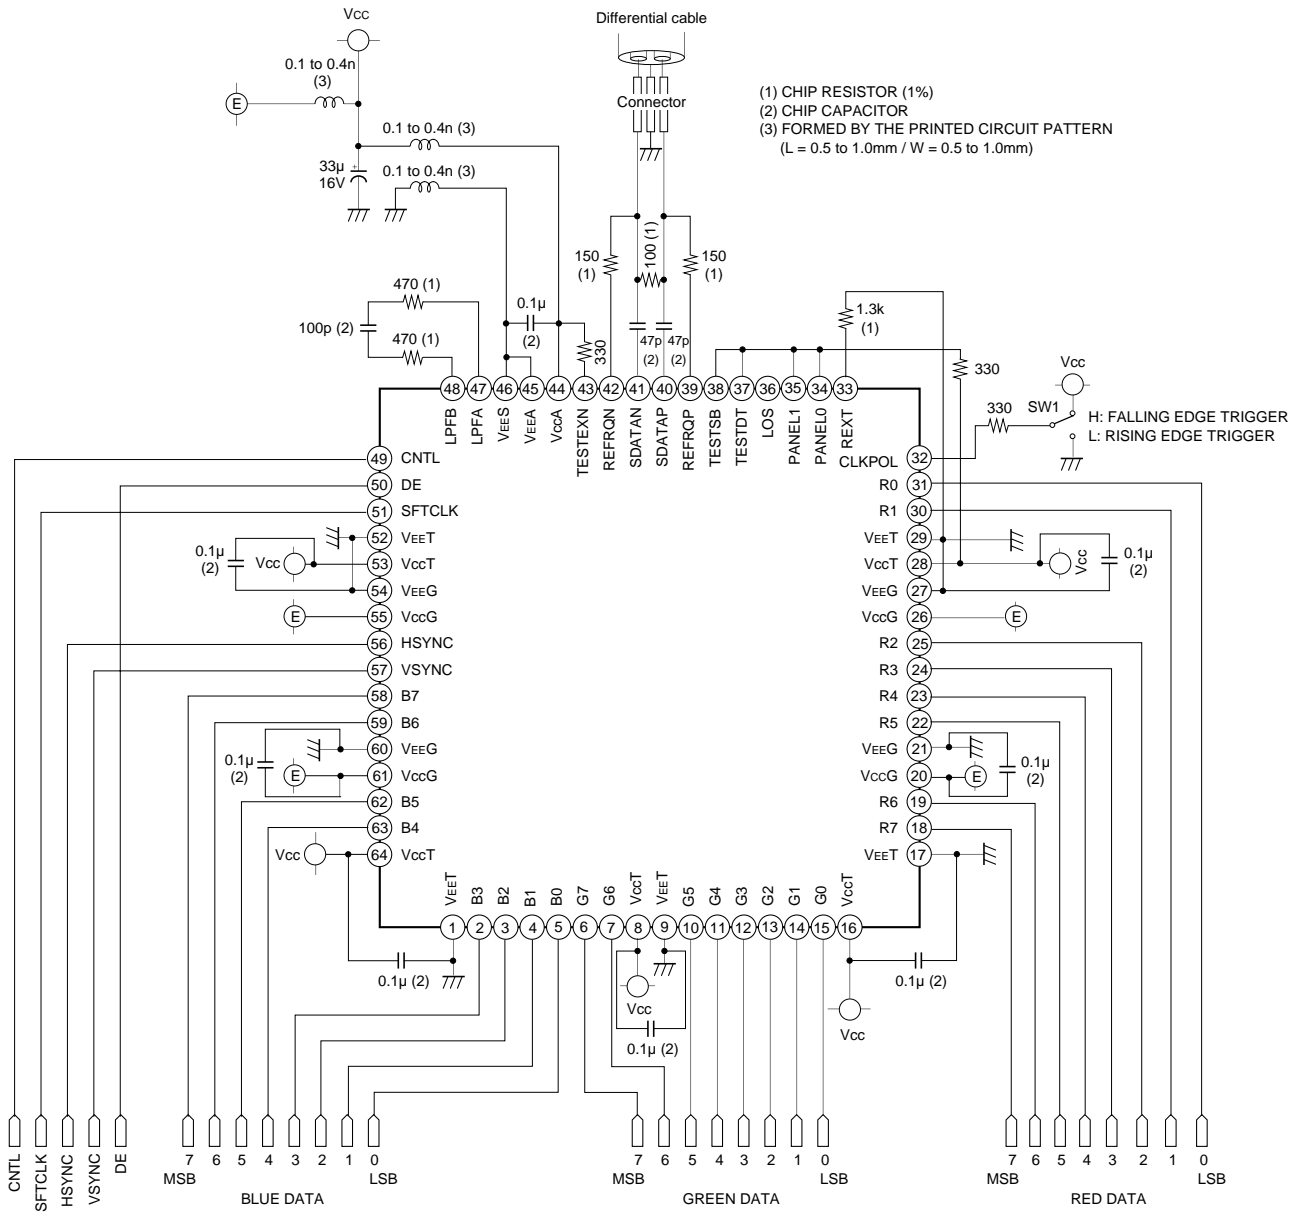 Vcc
Differential cable
0.1 to 0.4n
(3)
E
Connector
(1) CHIP RESISTOR (1%)
(2) CHIP CAPACITOR
(3) FORMED BY THE PRINTED CIRCUIT PATTERN
(L = 0.5 to 1.0mm / W = 0.5 to 1.0mm)
0.1 to 0.4n (3)
33µ
16V
+
0.1 to 0.4n (3)
150
(1)
100 (1)
150
(1)
470 (1)
100p (2)
470 (1)
0.1µ
(2)
330
47p
(2)
47p
(2)
1.3k
(1)
330
Vcc
330
SW1
H: FALLING EDGE TRIGGER
L: RISING EDGE TRIGGER
48 47 46 45 44 43 42 41 40 39 38 37 36 35 34 33
LPFB LPFA VEES VEEA VccA TESTEXN REFRQN SDATAN SDATAP REFRQP TESTSB TESTDT LOS PANEL1 PANEL0 REXT
49 CNTL
CLKPOL 32
50 DE
R0 31
51 SFTCLK
R1 30
0.1µ
(2)
52 VEET
VEET 29
Vcc
53 VccT
VccT 28
Vcc
0.1µ
(2)
54 VEEG
VEEG 27
E
55 VccG
VccG 26
E
56 HSYNC
R2 25
57 VSYNC
R3 24
58 B7
R4 23
59 B6
R5 22
0.1µ
(2)
60 VEEG
VEEG 21
E
61 VccG
VccG 20
E
0.1µ
(2)
62 B5
R6 19
63 B4
R7 18
Vcc
64 VccT
VEET 17
VEET B3 B2 B1 B0 G7 G6 VccT VEET G5 G4 G3 G2 G1 G0 VccT
1 2 3 4 5 6 7 8 9 10 11 12 13 14 15 16
0.1µ (2)
Vcc
0.1µ (2)
Vcc
0.1µ (2)
CNTL SFTCLK HSYNC VSYNC DE
7 6 5 4 3 2 1 0
MSB LSB
BLUE DATA
7 6 5 4 3 2 1 0
MSB LSB
GREEN DATA
7 6 5 4 3 2 1 0
MSB LSB
RED DATA